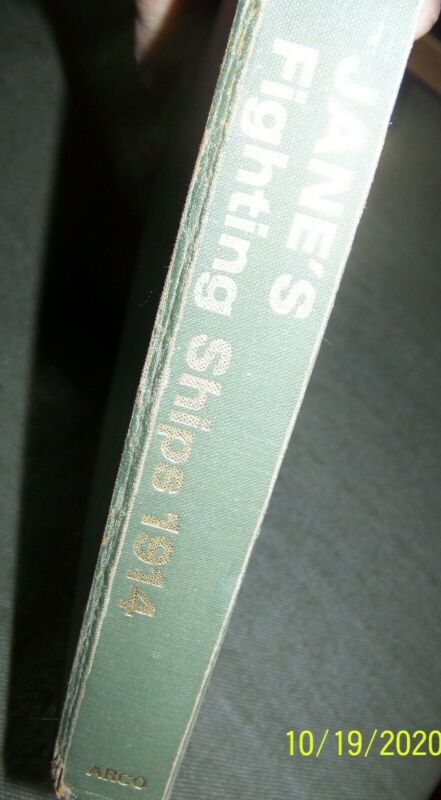 JANE'S
Fighting Ships 1914
ARCO
10/19/2020